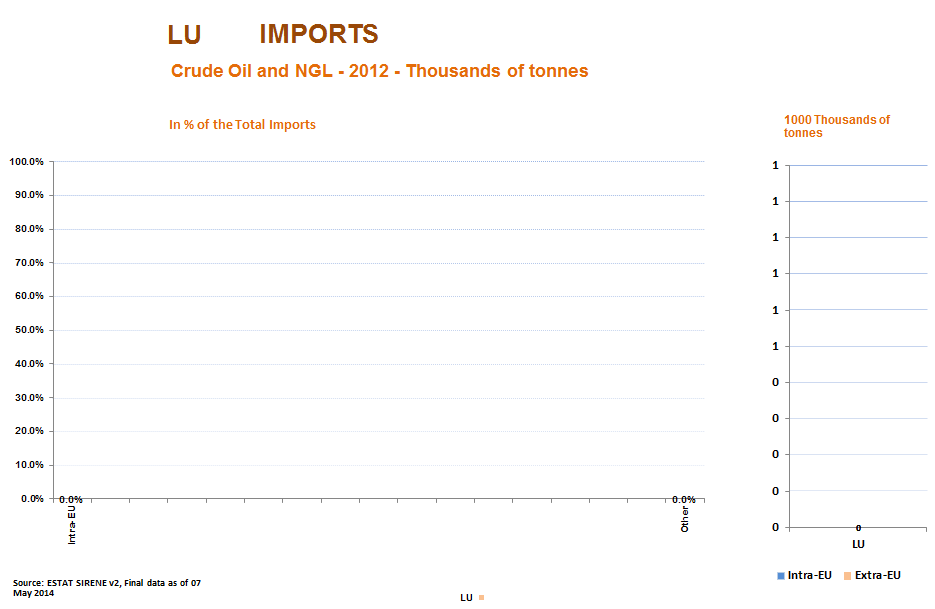 LU IMPORTS
Crude Oil and NGL - 2012 - Thousands of tonnes
In % of the Total Imports
100.0%
90.0%
80.0%
70.0%
60.0%
50.0%
40.0%
30.0%
20.0%
10.0%
0.0%
0.0%
0.0%
Intra-EU
Other
1000 Thousands of
tonnes
1
1
1
1
1
1
0
0
0
0
0
0
LU
Intra-EU
Extra-EU
Source: ESTAT SIRENE v2, Final data as of 07
May 2014
LU